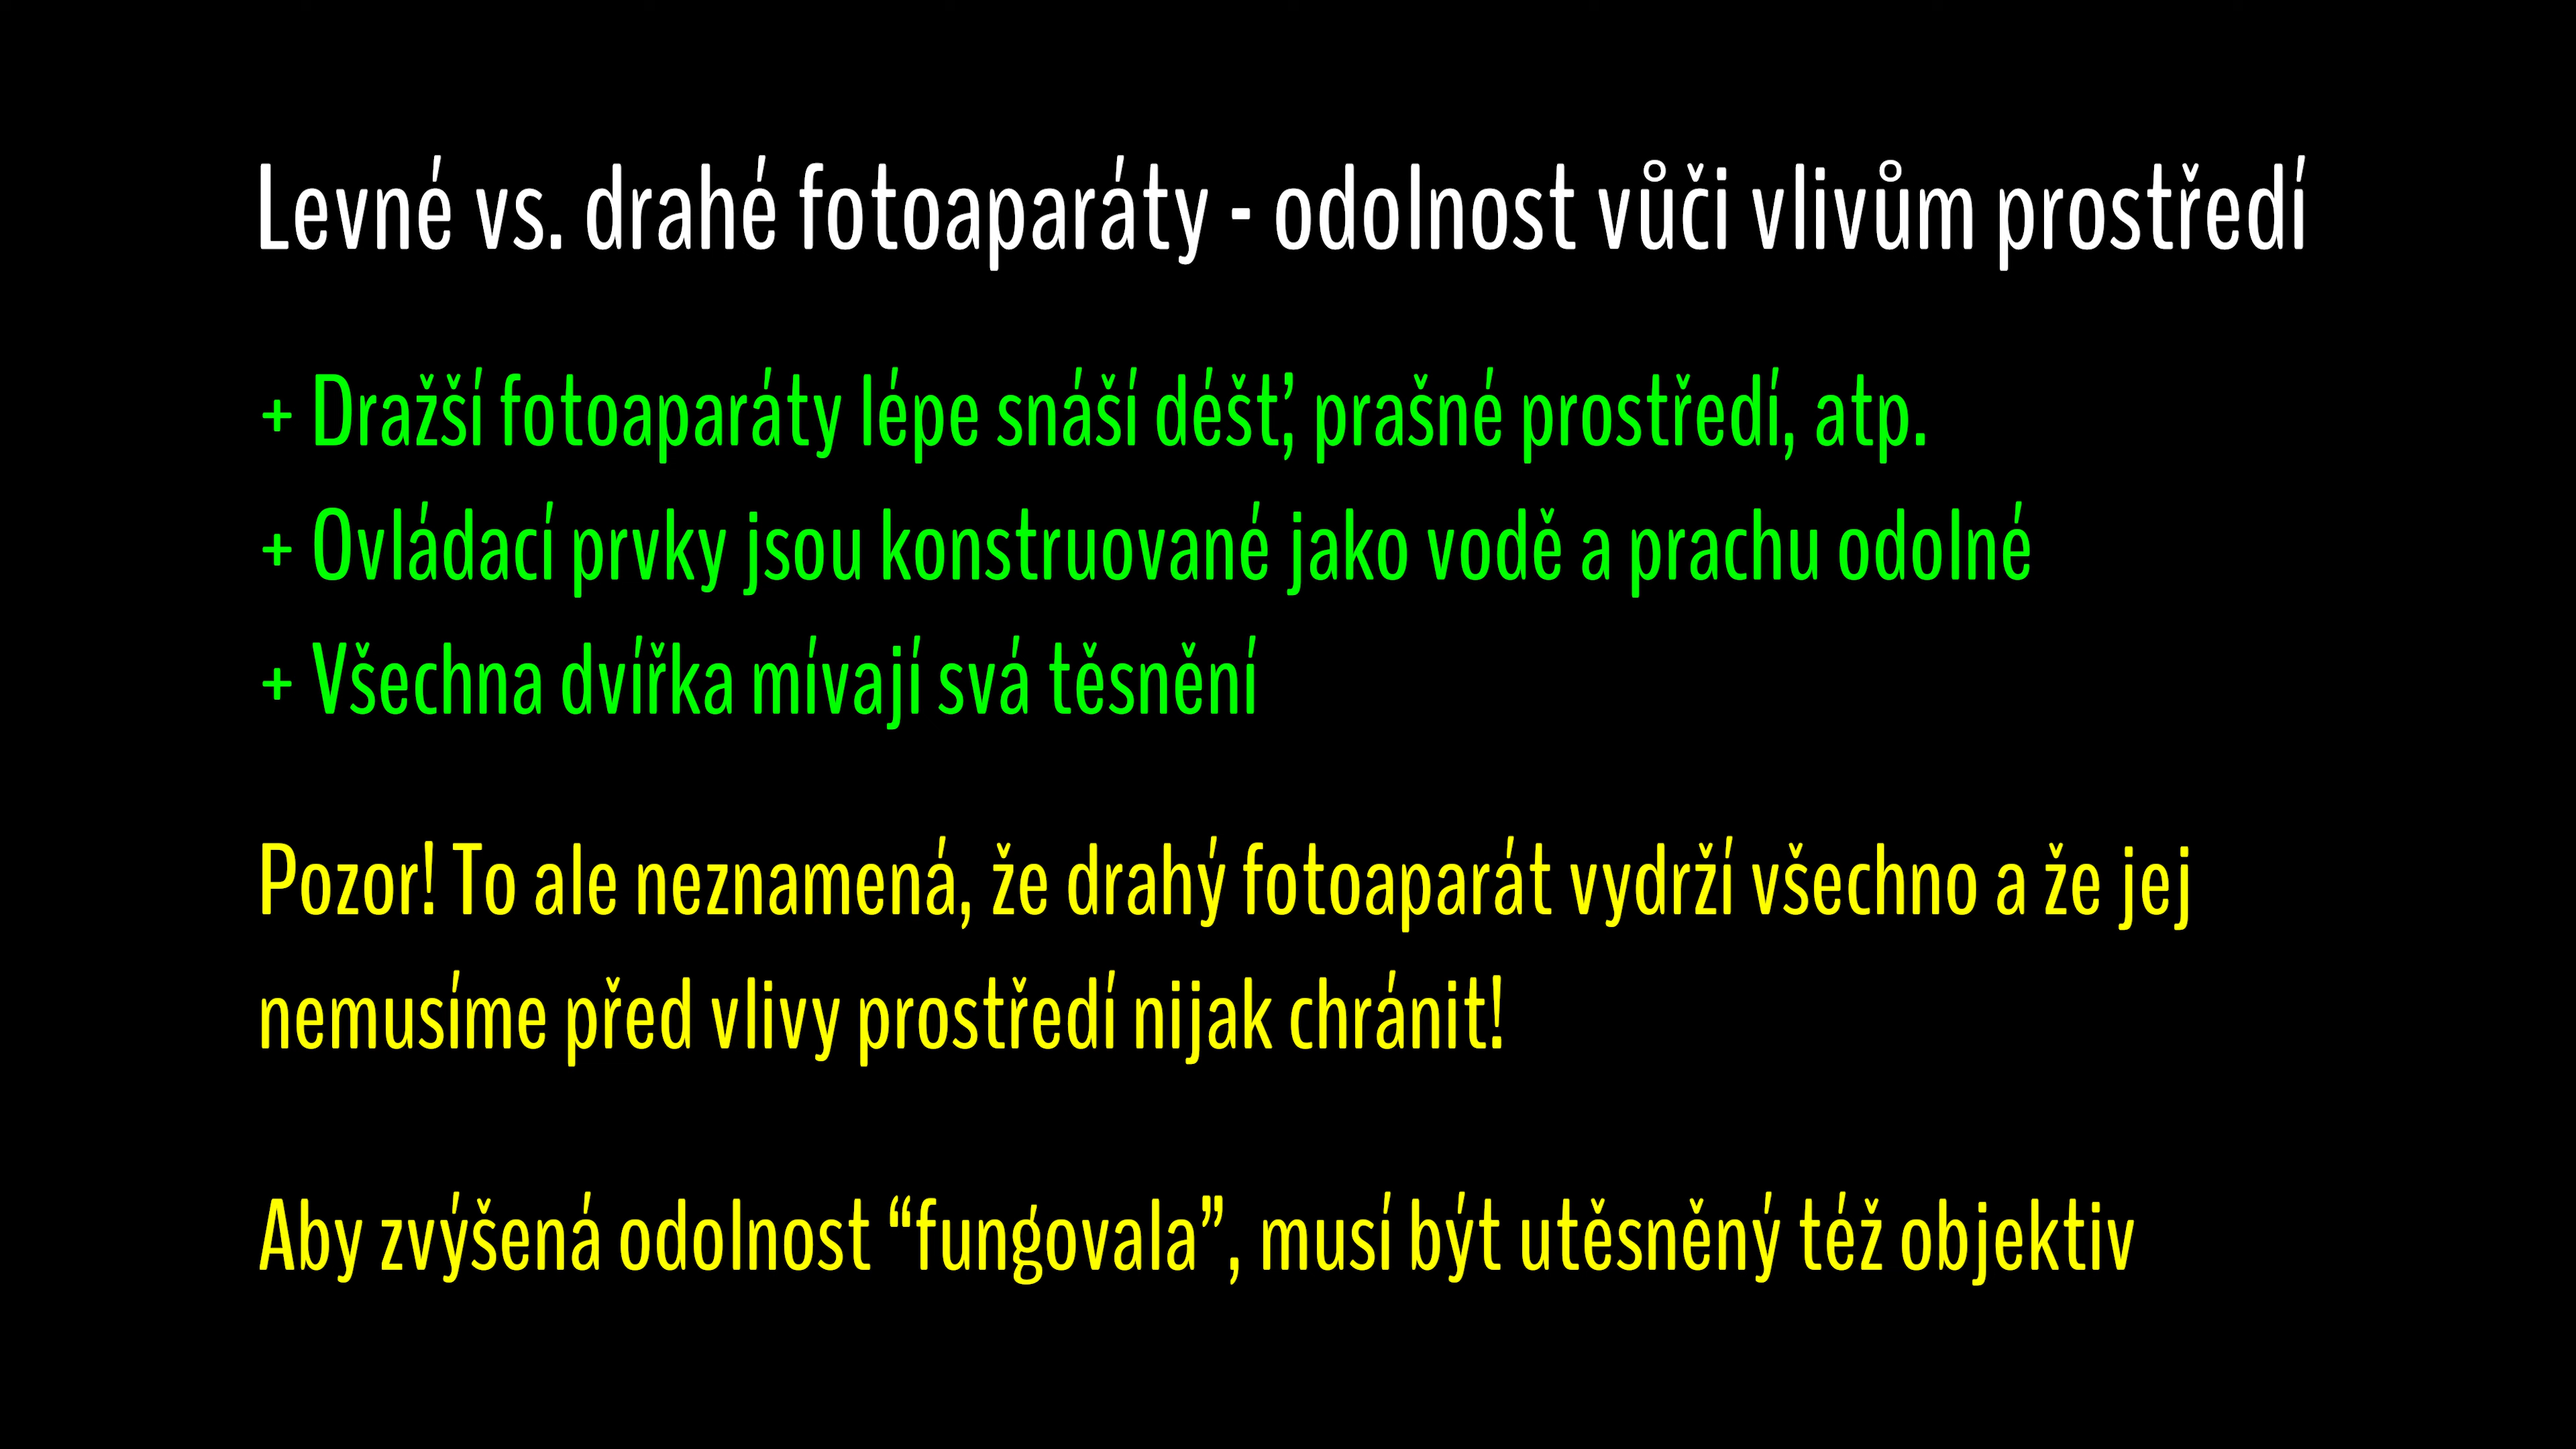 Levné vs. drahé fotoaparáty - odolnost vůči vlivům prostředí
+ Dražší fotoaparáty lépe snáší déšť, prašné prostředí, atp.
+ Ovládací prvky jsou konstruované jako vodě a prachu odolné
+ Všechna dvířka mívají svá těsnění
Pozor! To ale neznamená, že drahý fotoaparát vydrží všechno a že jej
nemusíme před vlivy prostředí nijak chránit!
Aby zvýšená odolnost “fungovala”, musí být utěsněný též objektiv